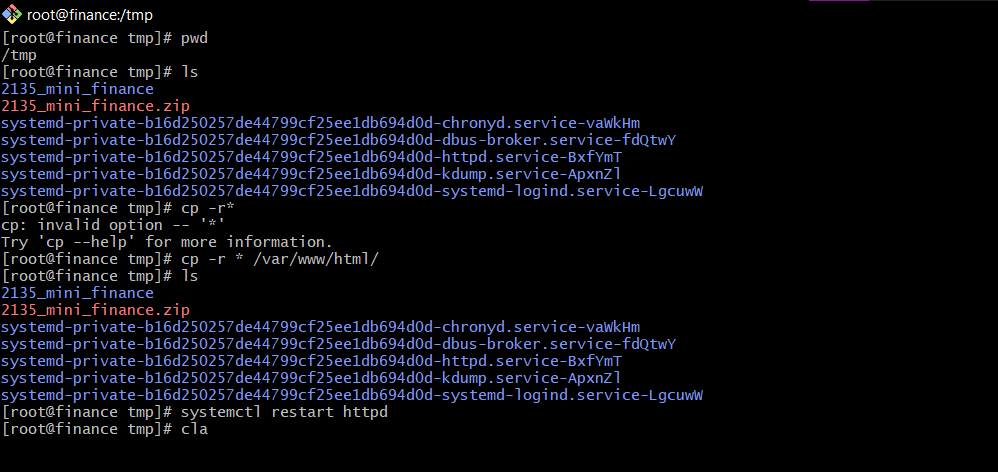 root@finance:/tmp
[root@finance tmp]# pwd
/tmp
[root@finance tmp]# ls
2135_mini_finance
2135_mini_finance.zip
systemd-private-b16d250257de44799cf25ee1db694d0d-chronyd.service-vaWkHm
systemd-private-b16d250257de44799cf25ee1db694d0d-dbus-broker.service-fdQtwY
systemd-private-b16d250257de44799cf25ee1db694d0d-httpd.service-BxfYmT
systemd-private-b16d250257de44799cf25ee1db694d0d-kdump.service-ApxnZl
systemd-private-b16d250257de44799cf25ee1db694d0d-systemd-logind.service-LgcuwW
[root@finance tmp]# cp -r*
cp: invalid option -- '*'
Try 'cp --help' for more information.
[root@finance tmp]# cp -r * /var/www/html/
[root@finance tmp]# ls
2135_mini_finance
2135_mini_finance.zip
systemd-private-b16d250257de44799cf25ee1db694d0d-chronyd.service-vaWkHm
systemd-private-b16d250257de44799cf25ee1db694d0d-dbus-broker.service-fdQtwY
systemd-private-b16d250257de44799cf25ee1db694d0d-httpd.service-BxfYmT
systemd-private-b16d250257de44799cf25ee1db694d0d-kdump.service-ApxnZl
systemd-private-b16d250257de44799cf25ee1db694d0d-systemd-logind.service-LgcuwW
[root@finance tmp]# systemctl restart httpd
[root@finance tmp]# cla